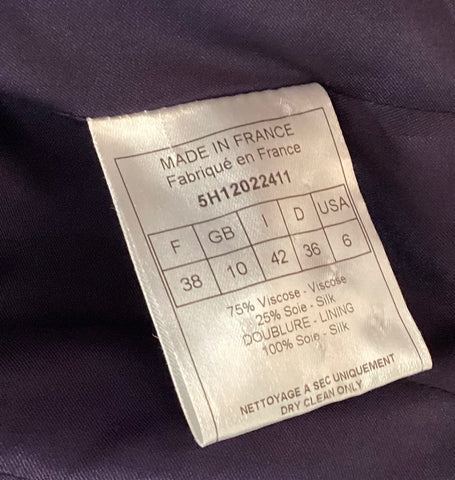 MADE IN FRANCE
Fabriqué en France
5H12022411
F GB I D USA
38 10 42 36 6
75% Viscose - Viscose
25% Soie - Silk
DOUBLURE - LINING
100% Soie - Silk
NETTOYAGE A SEC UNIQUEMENT
DRY CLEAN ONLY